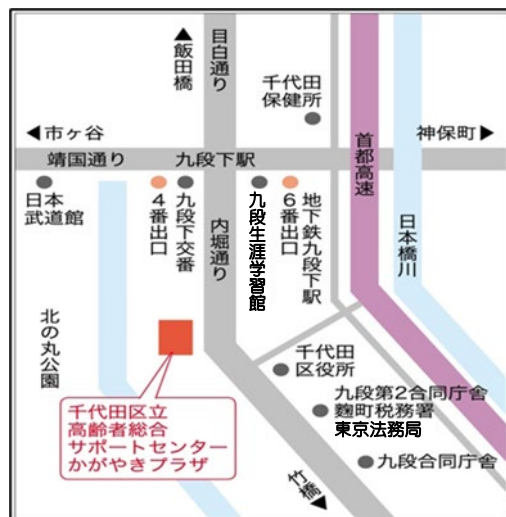 ▲飯田橋
目白通り
千代田
保健所
首都高速
◀市ヶ谷
神保町▶
靖国通り
九段下駅
日本
武道館
4番出口
九段下交番
内堀通り
九段生涯学習館
6番出口
地下鉄九段下駅
日本橋川
北の丸公園
千代田
区役所
千代田区立
高齢者総合
サポートセンター
かがやきプラザ
九段第2合同庁舎
麹町税務署
東京法務局
九段合同庁舎
竹橋▼